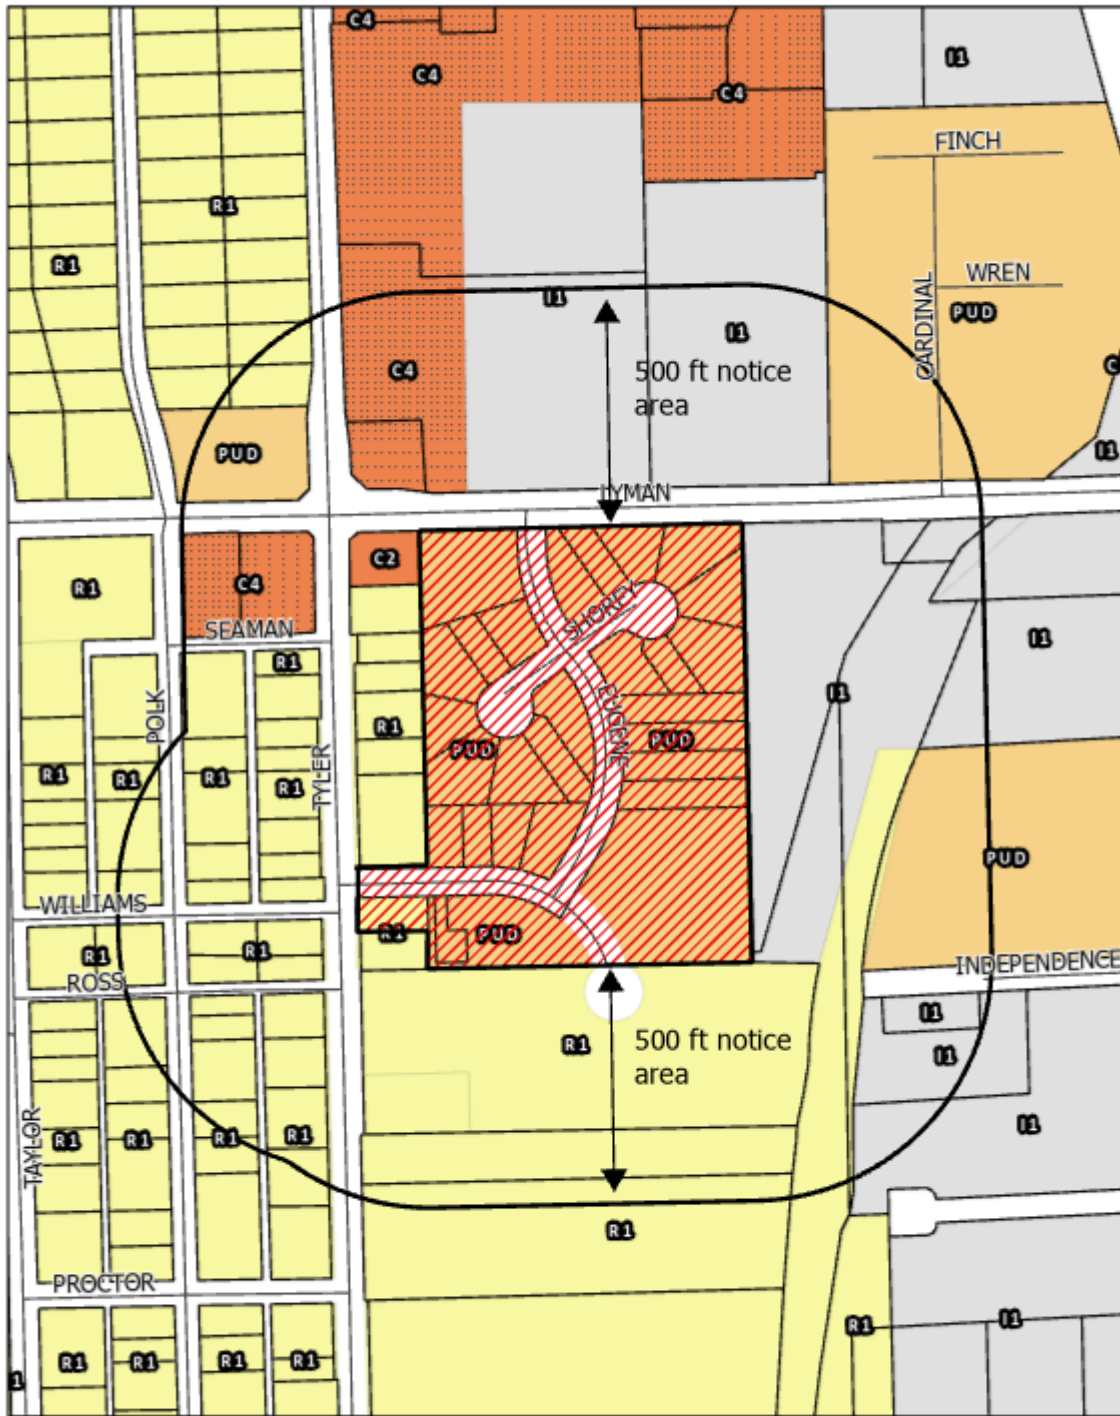 C4
C4
I1
C4
FINCH
R1
R1
WREN
CARDINAL
I1
PUD
I1
C4
500 ft notice
area
C
PUD
I1
LYMAN
C2
R1
C4
SHOREY
SEAMAN
R1
I1
I1
POLK
EUGENE
R1
PUD
PUD
TYLER
R1
R1
R1
R1
PUD
WILLIAMS
R1
PUD
R1
R1
INDEPENDENCE
ROSS
I1
R1
500 ft notice
area
I1
I1
TAYLOR
R1
R1
R1
R1
R1
PROCTOR
R1
I1
R1
R1
R1
R1
1